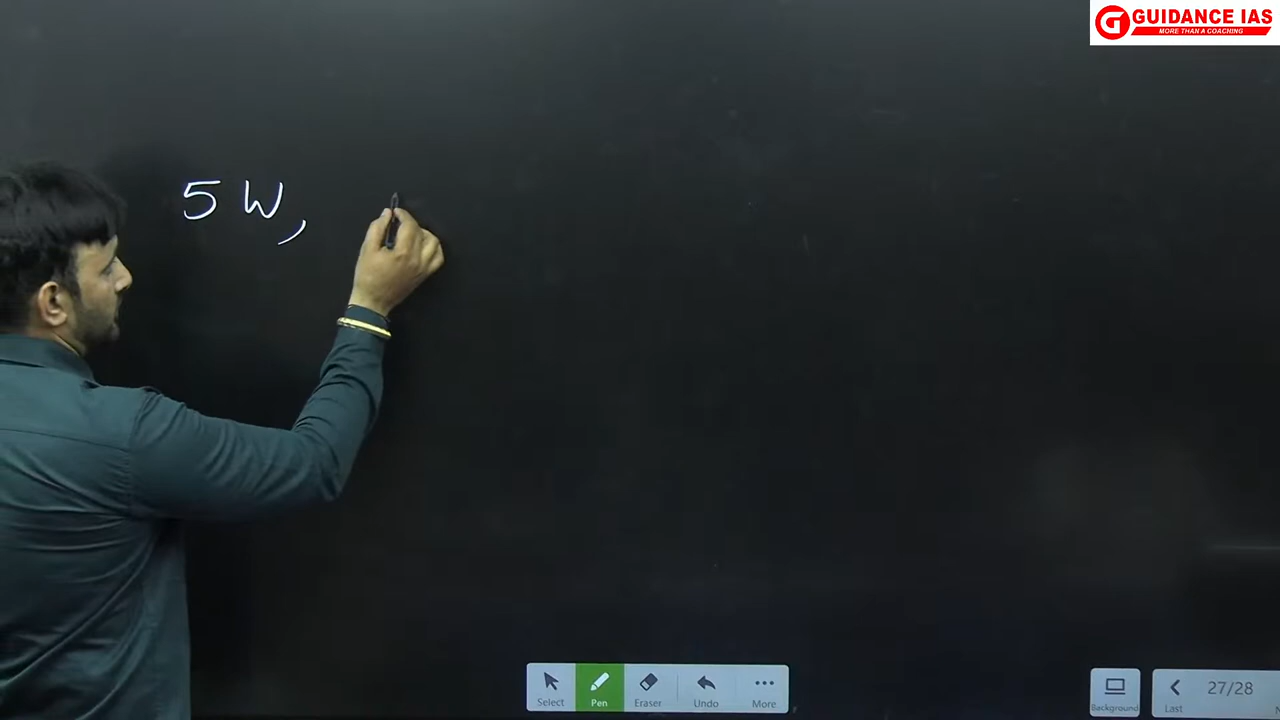 GUIDANCE IAS
MORE THAN A COACHING
5 W,
Select
Pen
Eraser
Undo
More
Background
Last
27/28